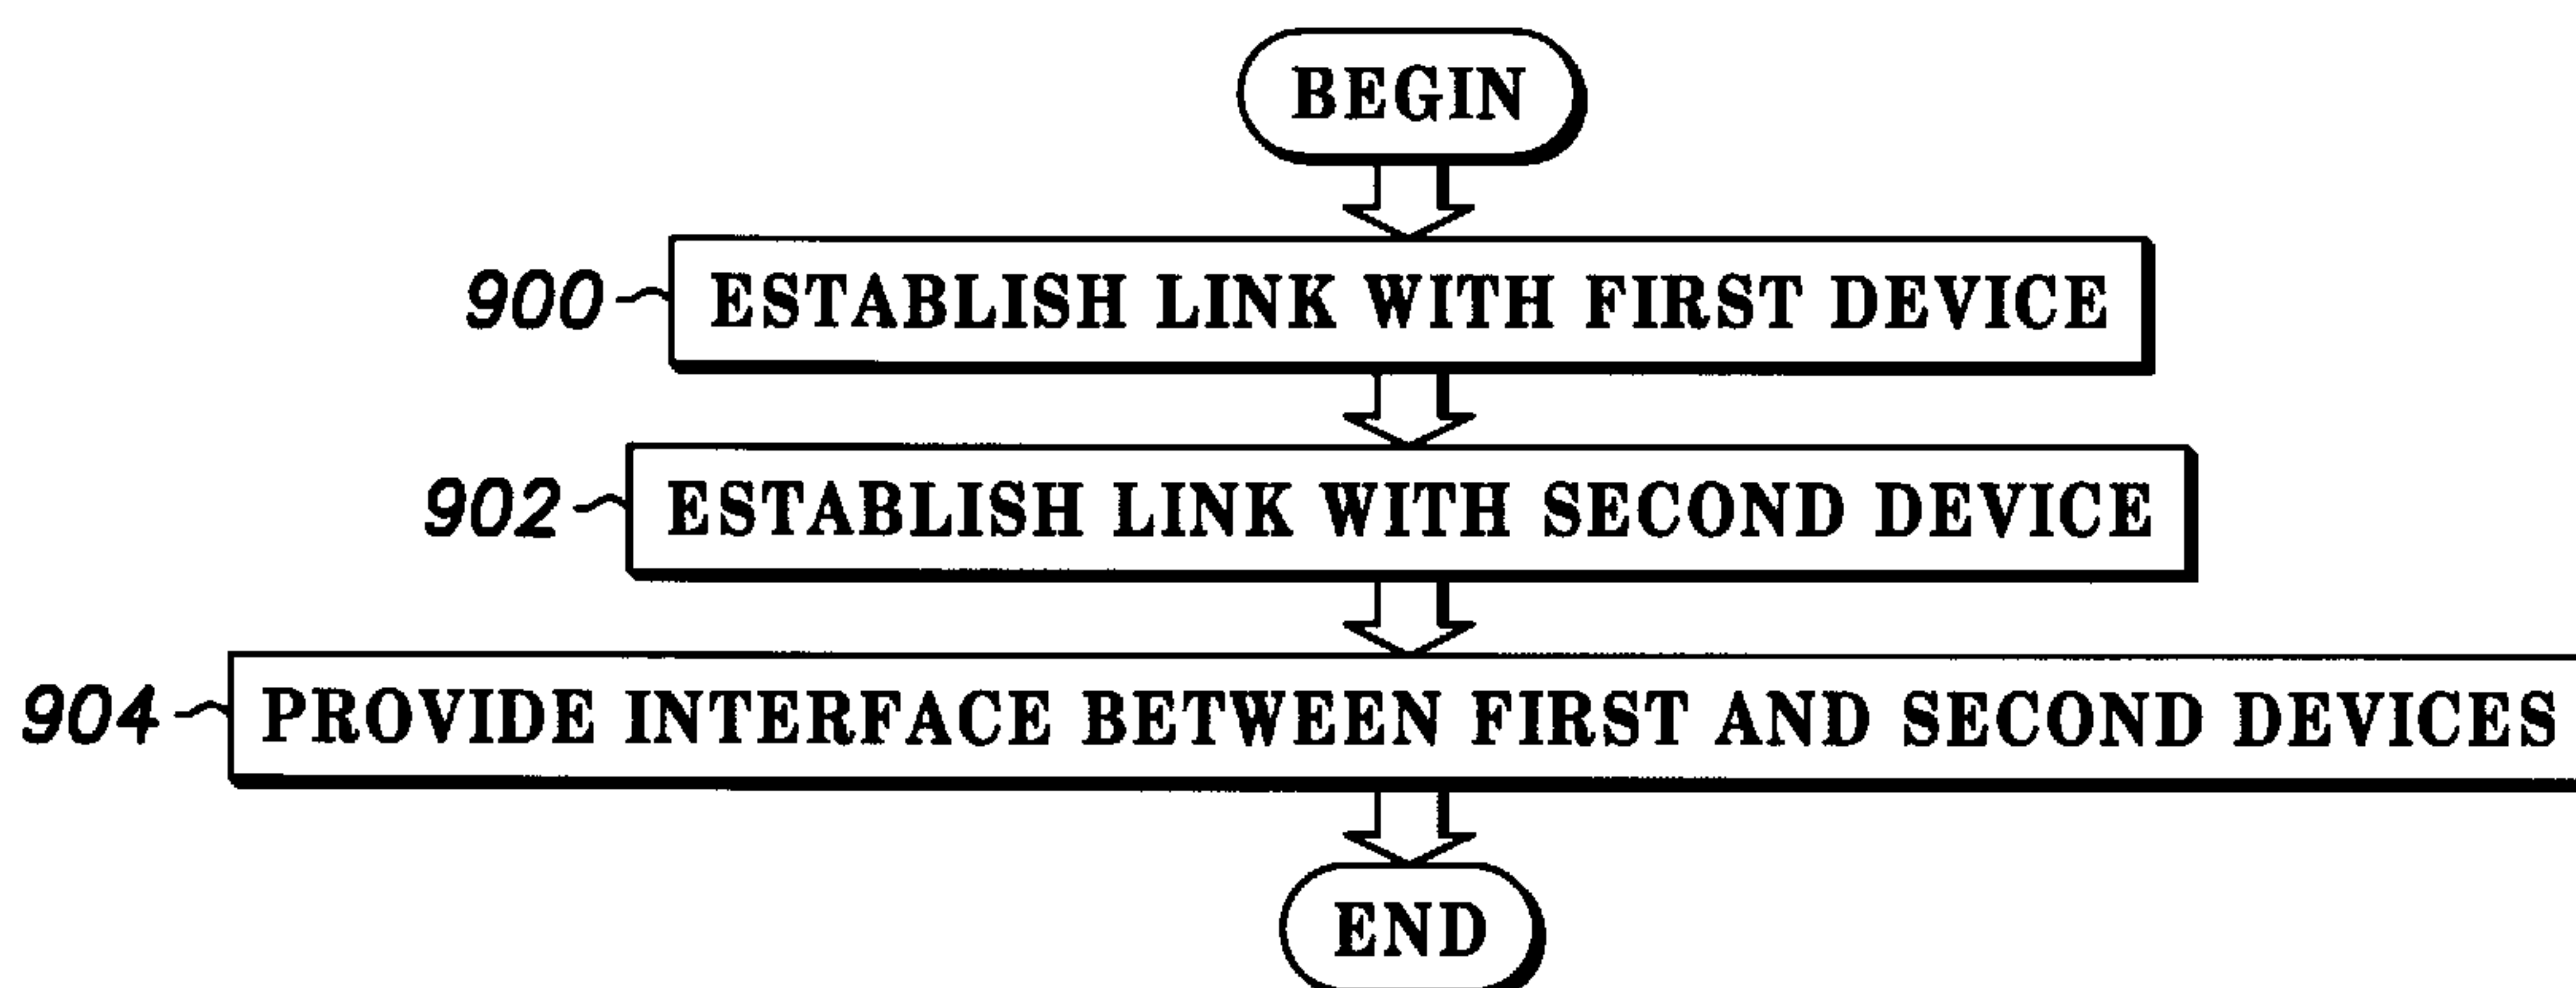 BEGIN
900 ESTABLISH LINK WITH FIRST DEVICE
902 ESTABLISH LINK WITH SECOND DEVICE
904 PROVIDE INTERFACE BETWEEN FIRST AND SECOND DEVICES
END